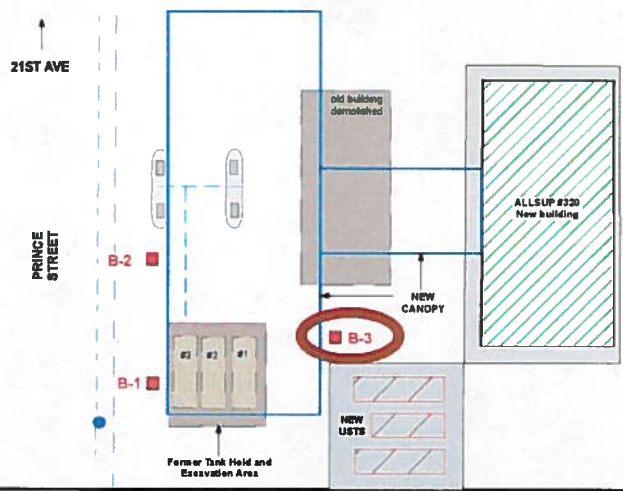 21ST AVE
PRINCE
STREET
old building
demolished
ALLSUP #320
New building
B-2
NEW
CANOPY
B-3
#3 #2 #1
B-1
NEW
USTS
Former Tank Hold and
Excavation Area